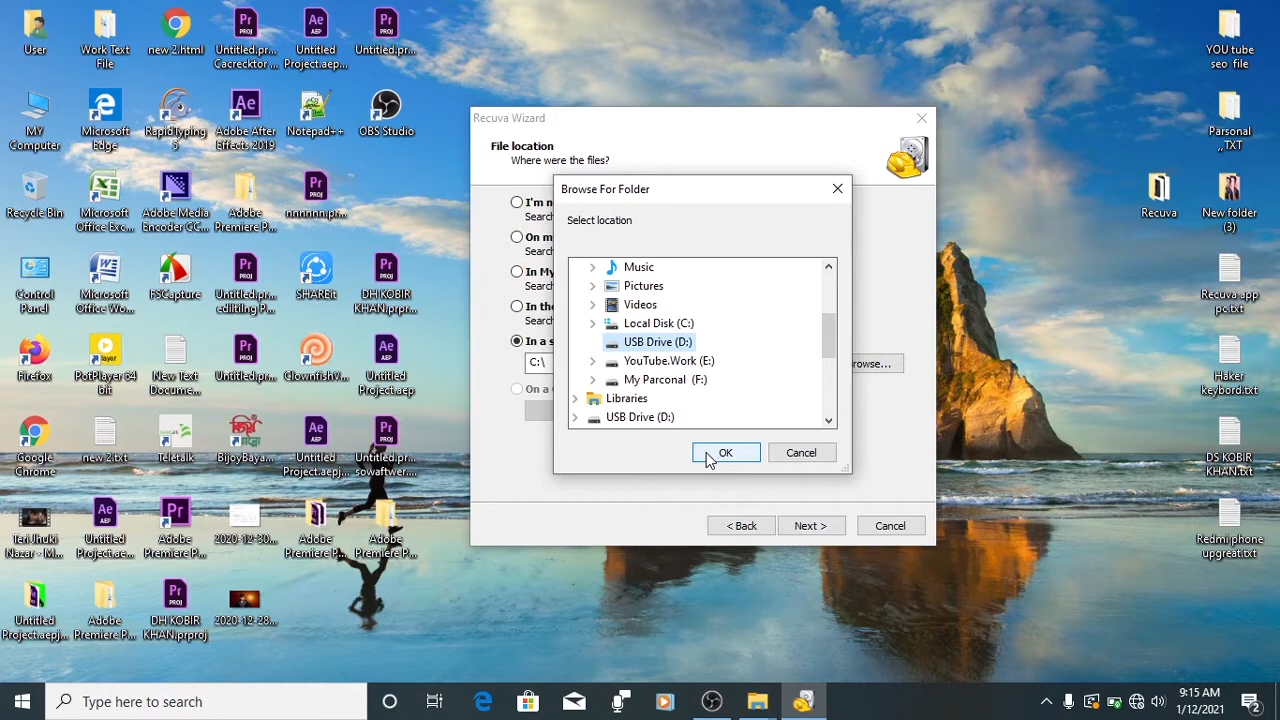 User
Work Text
File
new 2.html
Untitled.pr...
Cacrecktor ...
Untitled
Project.aep...
Untitled.pr...
YOU tube
seo file
MY
Computer
Microsoft
Edge
RapidTyping
5
Adobe After
Effects 2019
Notepad++
OBS Studio
Parsonal
,,TXT
Recycle Bin
Microsoft
Office Exc...
Adobe Media
Encoder CC...
Adobe
Premiere P...
nnnnnn.pr...
Recuva
New folder
(3)
Control
Panel
Microsoft
Office Wo...
FSCapture
Untitled.pr...
SHAREit
DH KOBIR
KHAN.prpr...
Recuva app
pc.txt
Firefox
PotPlayer 64
bit
New Text
Docume...
Untitled.pr...
Clownfishvi...
Untitled
Project.aep
Haker
keybord.txt
Google
Chrome
new 2.txt
Teletalk
BijoyBaya...
Untitled
Project.aepj...
sowaftwer...
DS KOBIR
KHAN.txt
Teri Jhuki
Nazar - M...
Untitled
Project.ae...
Adobe
Premiere P...
2020-12-30...
Adobe
Premiere P...
Adobe
Premiere P...
Redmi phone
upgreat.txt
Untitled
Project.aepj...
Adobe
Premiere P...
DH KOBIR
KHAN.prproj
2020-12-28...
Recuva Wizard
File location
Where were the files?
I'm n
Search
On m
Search
In My
Search
In the
Search
In a s
C:\
rowse...
On a
Browse For Folder
Select location
Music
Pictures
Videos
Local Disk (C:)
USB Drive (D:)
YouTube.Work (E:)
My Parconal (F:)
Libraries
USB Drive (D:)
OK
Cancel
< Back
Next >
Cancel
Type here to search
9:15 AM
1/12/2021
2